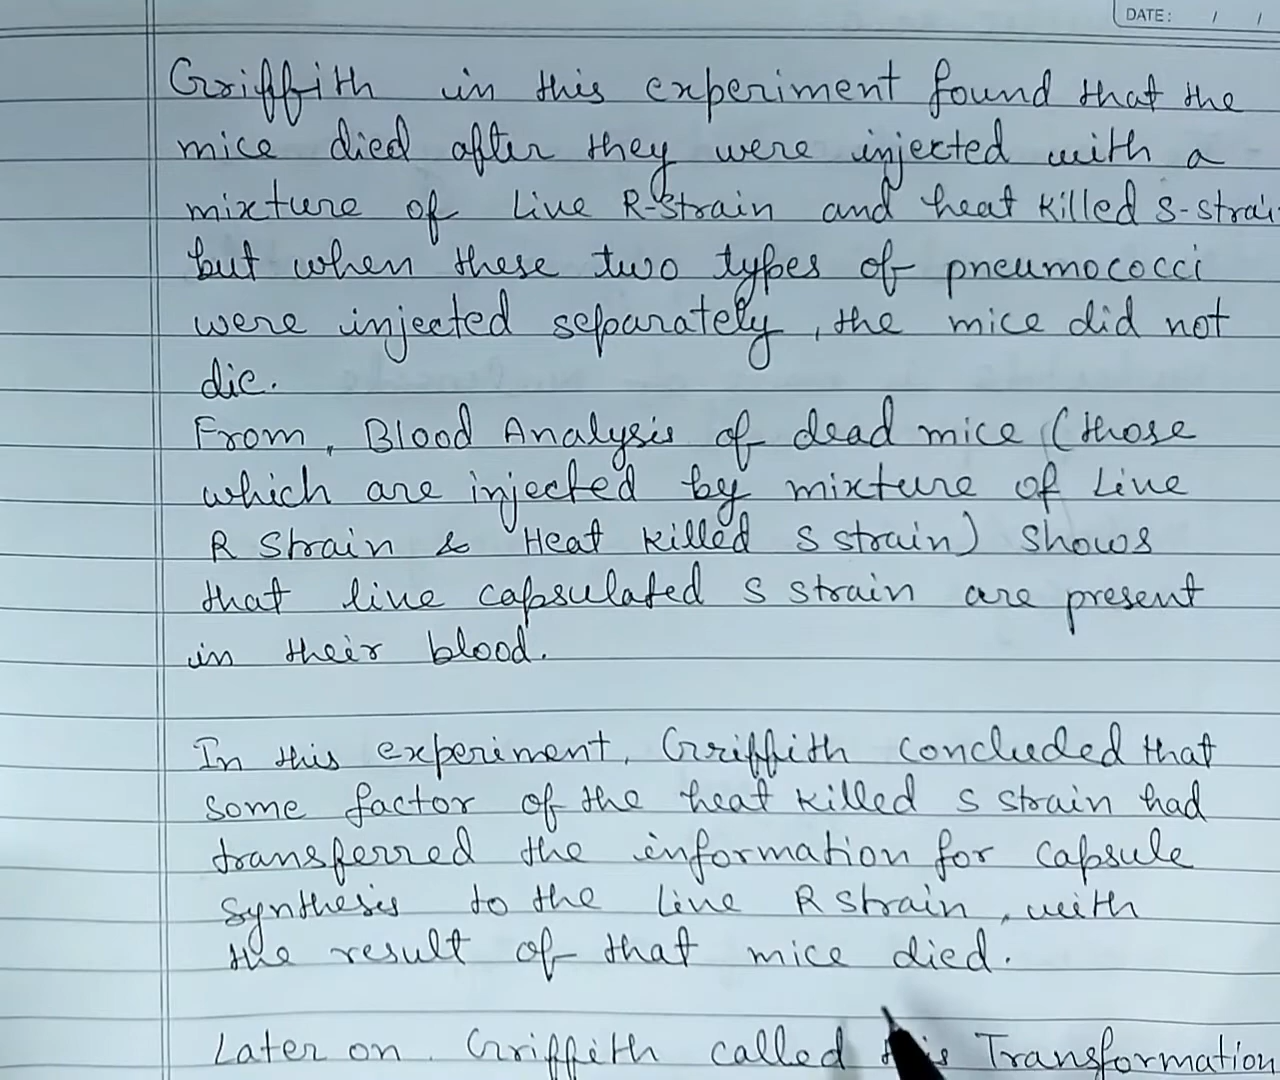 DATE: / /
Griffith in this experiment found that the
mice died after they were injected with a
mixture of Live R-Strain and heat killed S-strai
but when these two types of pneumococci
were injected separately, the mice did not
die.
From, Blood Analysis of dead mice (those
which are injected by mixture of Live
R Strain & Heat killed S strain) shows
that live capsulated S strain are present
in their blood.
In this experiment, Griffith concluded that
some factor of the heat killed S strain had
transferred the information for capsule
synthesis to the Live R strain, with
the result of that mice died.
Later on. Griffith called this Transformation